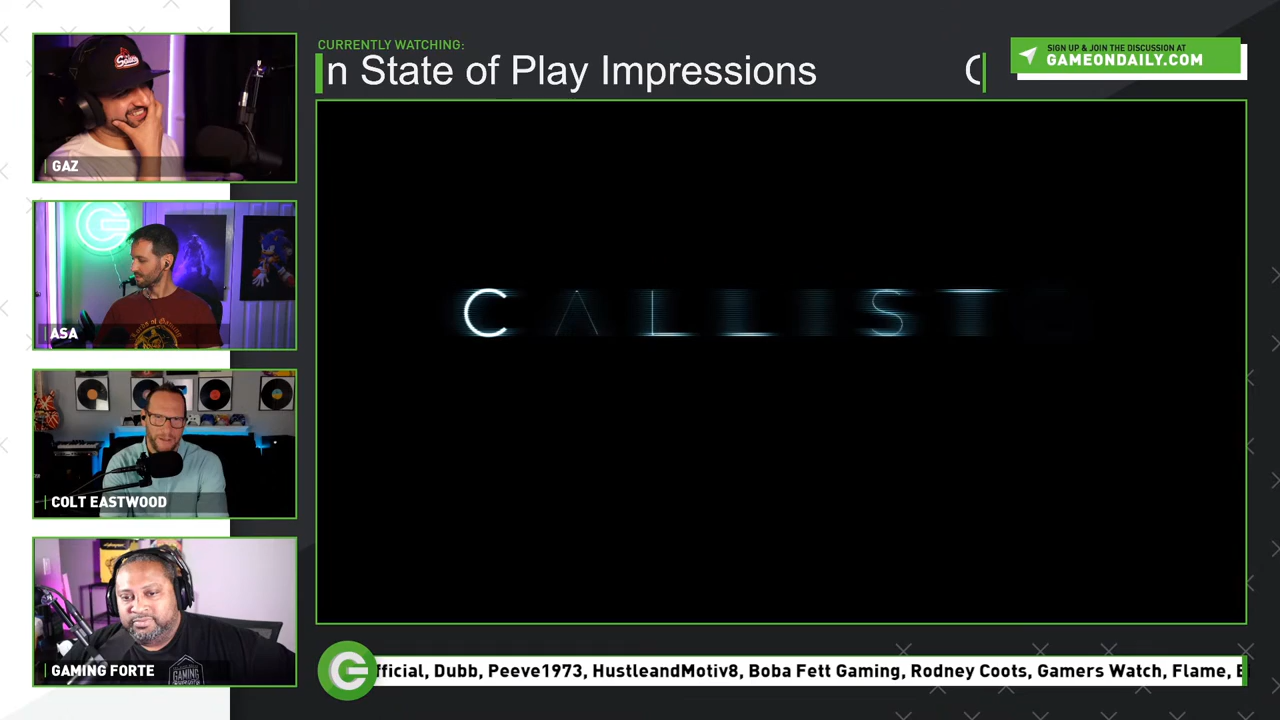 CURRENTLY WATCHING:
n State of Play Impressions
SIGN UP & JOIN THE DISCUSSION AT
GAMEONDAILY.COM
GAZ
ASA
COLT EASTWOOD
GAMING FORTE
CALLIST
fficial, Dubb, Peeve1973, HustleandMotiv8, Boba Fett Gaming, Rodney Coots, Gamers Watch, Flame,